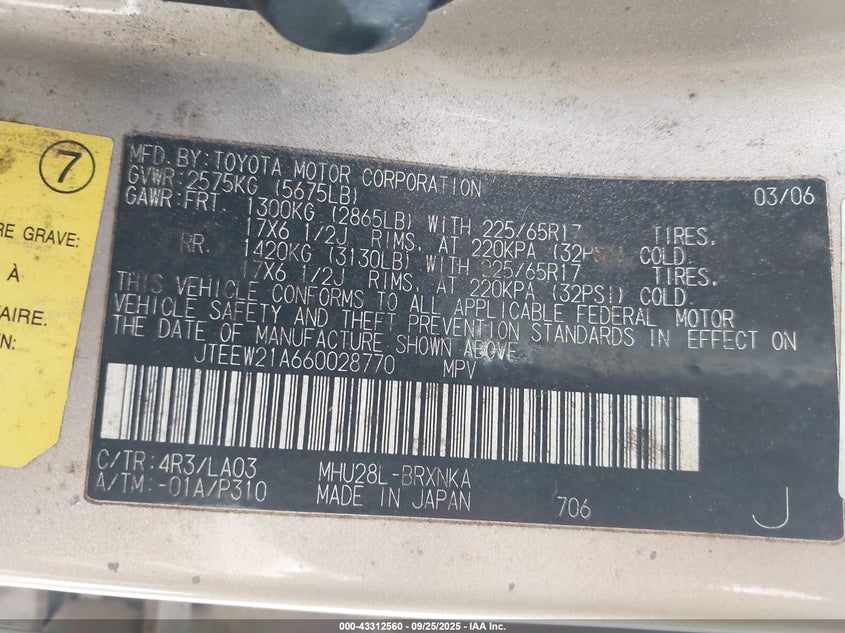 7
RE GRAVE:
À
AIRE.
N:
MFD. BY: TOYOTA MOTOR CORPORATION 03/06
GVWR: 2575KG (5675LB)
GAWR: FRT. 1300KG (2865LB) WITH 225/65R17 TIRES.
17X6 1/2J. RIMS. AT 220KPA (32PSI) COLD.
RR. 1420KG (3130LB) WITH 225/65R17 TIRES.
17X6 1/2J. RIMS. AT 220KPA (32PSI) COLD.
THIS VEHICLE CONFORMS TO ALL APPLICABLE FEDERAL MOTOR
VEHICLE SAFETY AND THEFT PREVENTION STANDARDS IN EFFECT ON
THE DATE OF MANUFACTURE SHOWN ABOVE.
JTEEW21A660028770 MPV
C/TR: 4R3/LA03 MHU28L-BRXNKA
A/TM: -01A/P310 MADE IN JAPAN 706 J
000-43312560 - 09/25/2025 - IAA Inc.